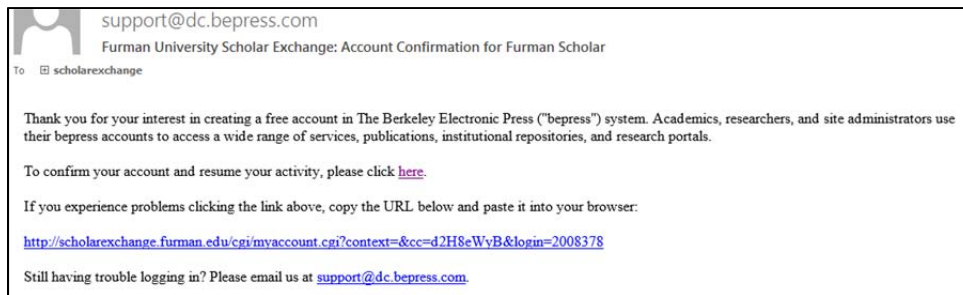 support@dc.bepress.com
Furman University Scholar Exchange: Account Confirmation for Furman Scholar
To scholarexchange
Thank you for your interest in creating a free account in The Berkeley Electronic Press ("bepress") system. Academics, researchers, and site administrators use
their bepress accounts to access a wide range of services, publications, institutional repositories, and research portals.
To confirm your account and resume your activity, please click here.
If you experience problems clicking the link above, copy the URL below and paste it into your browser:
http://scholarexchange.furman.edu/cgi/myaccount.cgi?context=&cc=d2H8eWyB&login=2008378
Still having trouble logging in? Please email us at support@dc.bepress.com.